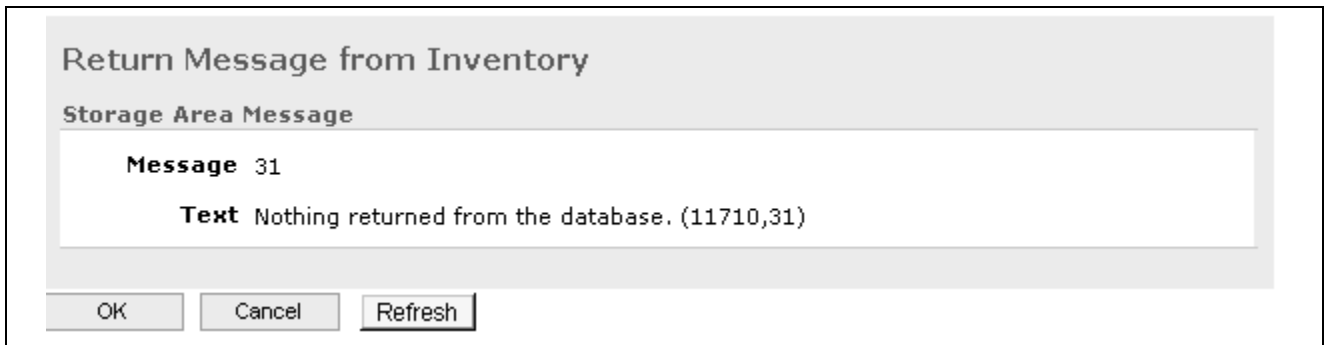 Return Message from Inventory
Storage Area Message
Message 31
Text Nothing returned from the database. (11710,31)
OK Cancel Refresh